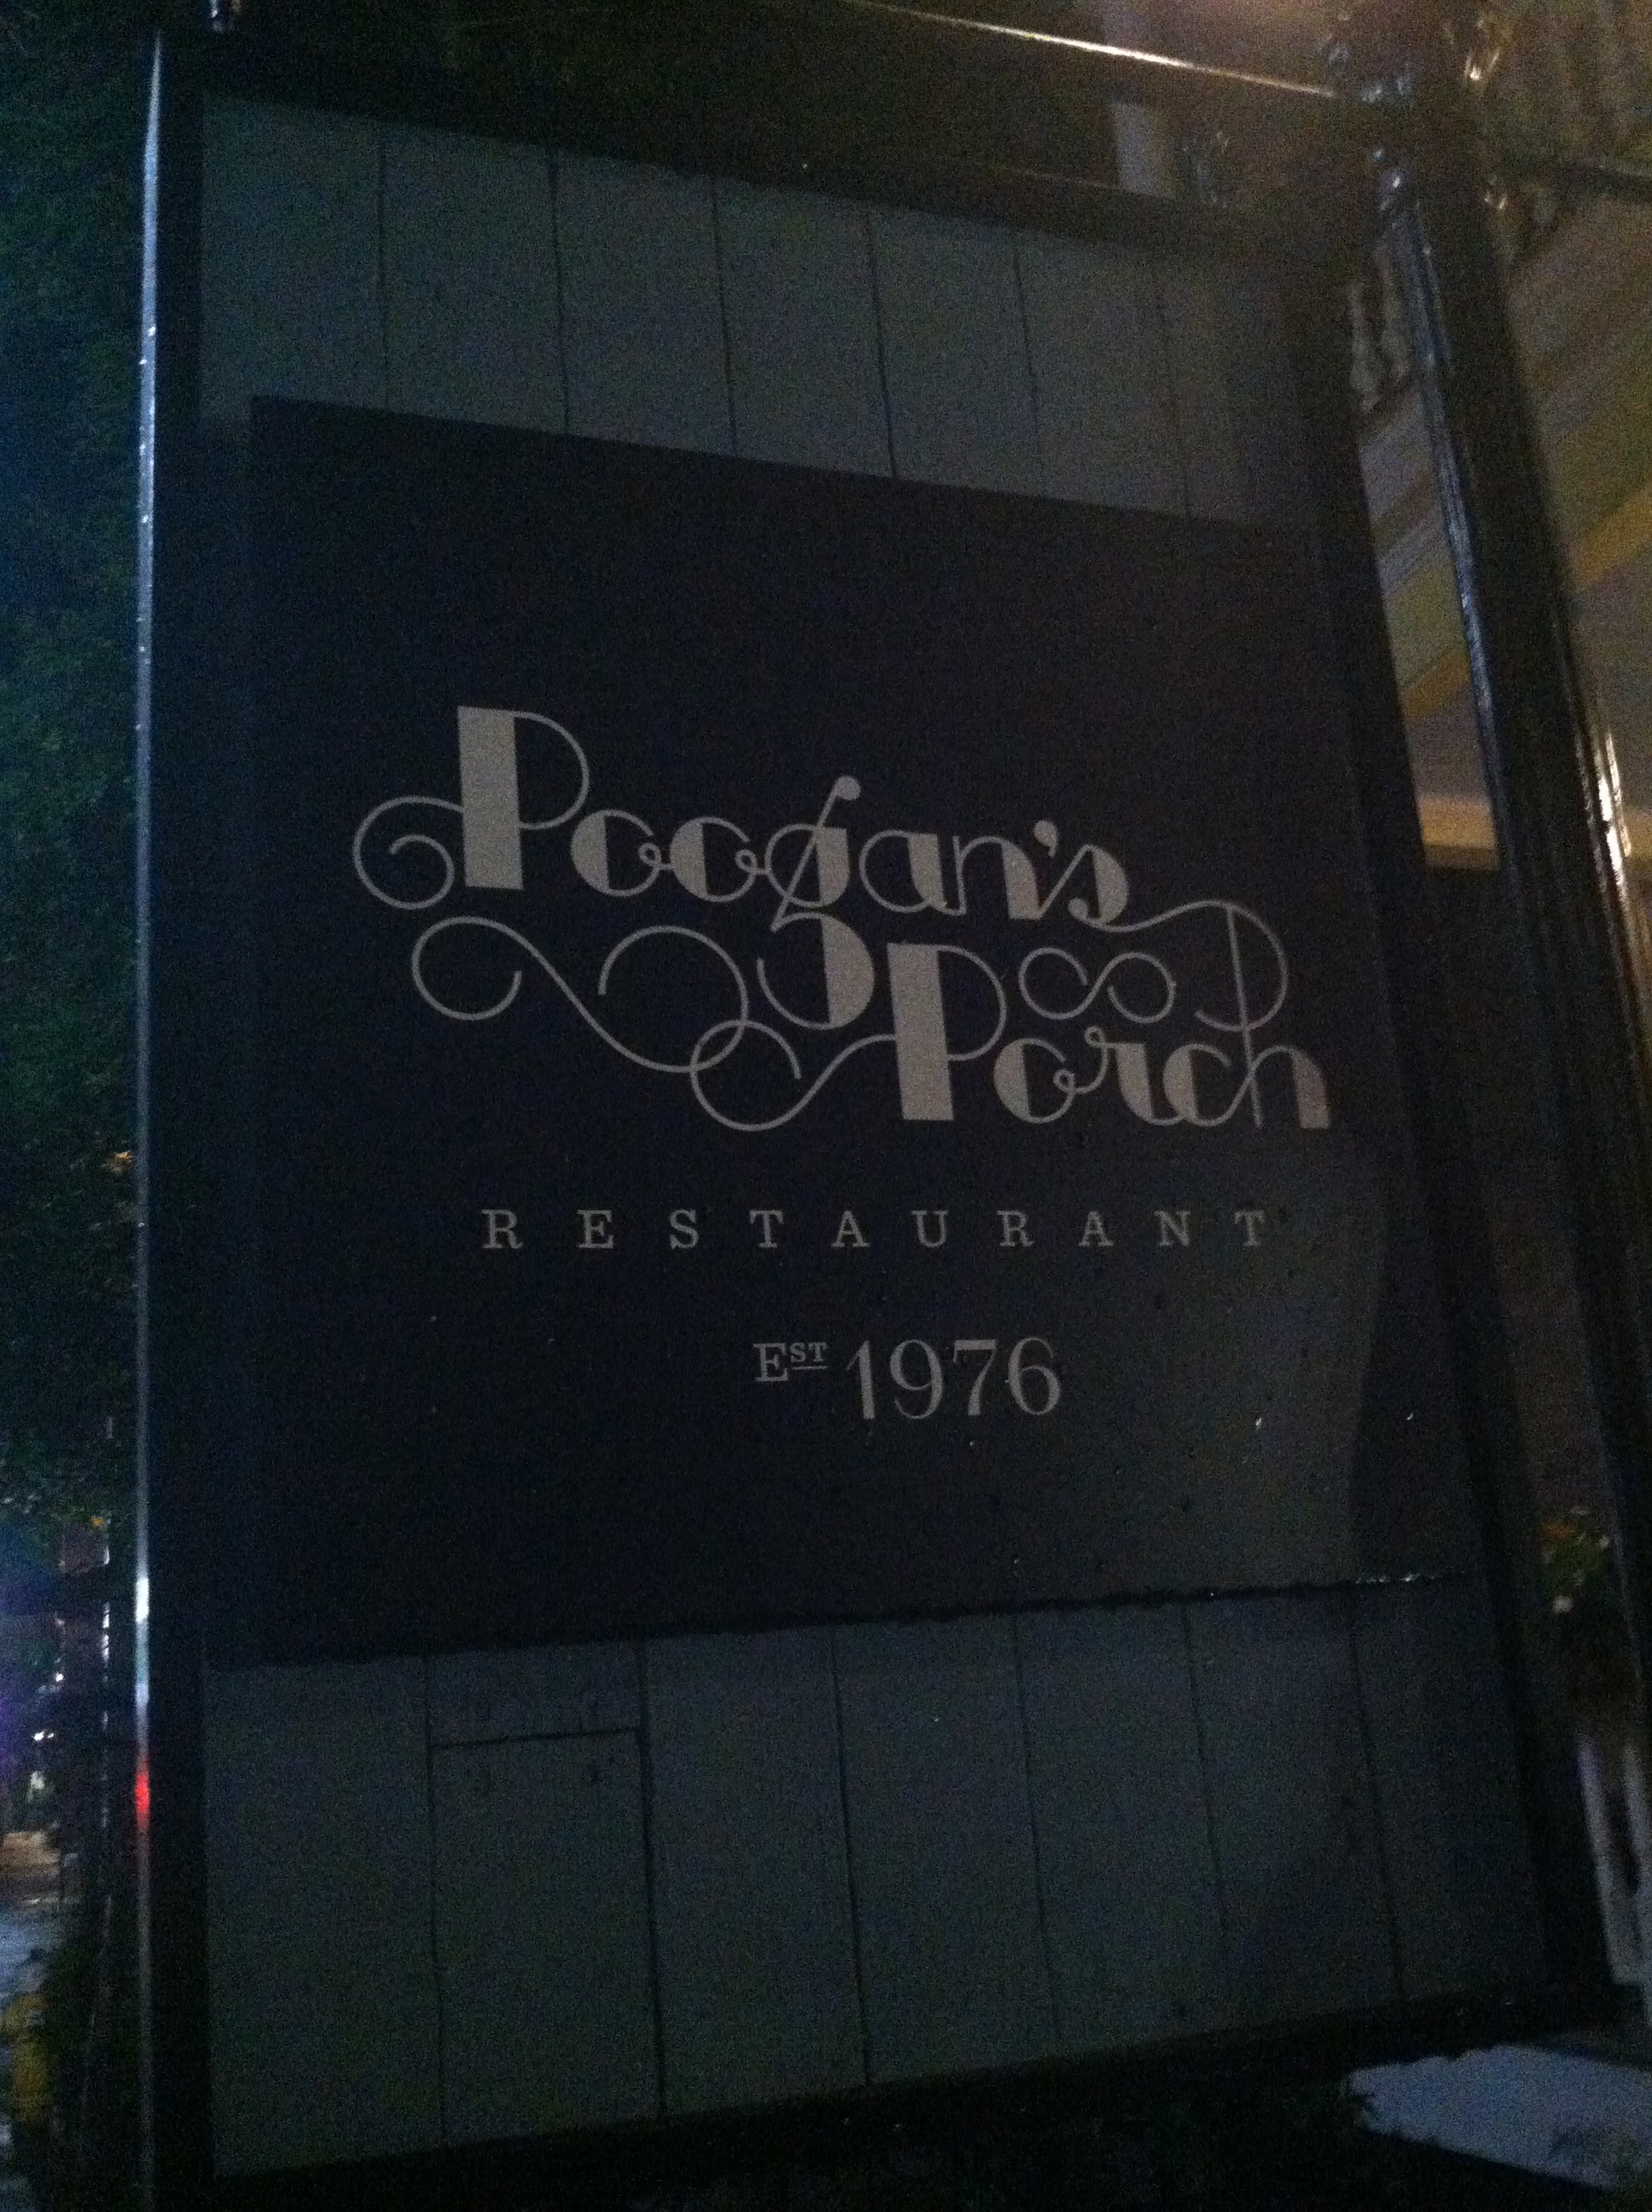 Poogan's
Porch
RESTAURANT
EST 1976